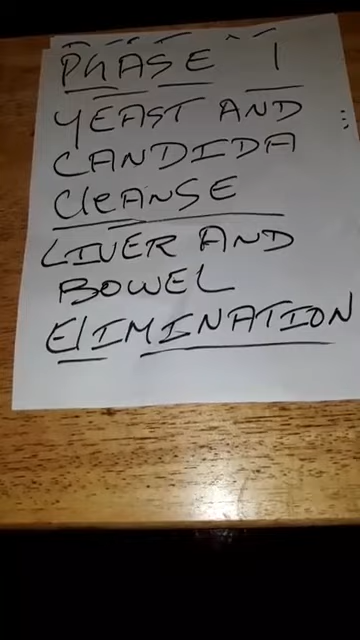 PHASE 1
YEAST AND
CANDIDA
CleANSE
LIVER AND
BOWEL
ElIMINATION